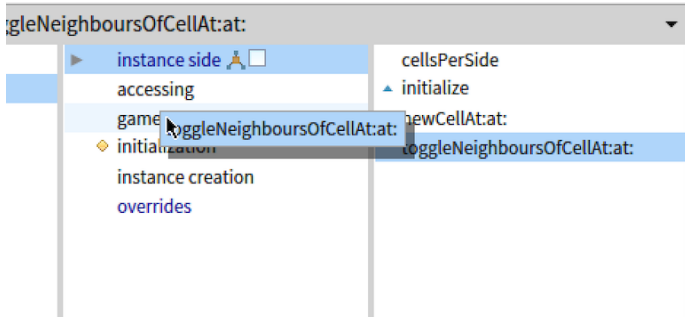 ggleNeighboursOfCellAt:at:
instance side
accessing
game
initialization
instance creation
overrides
toggleNeighboursOfCellAt:at:
cellsPerSide
initialize
newCellAt:at:
toggleNeighboursOfCellAt:at: